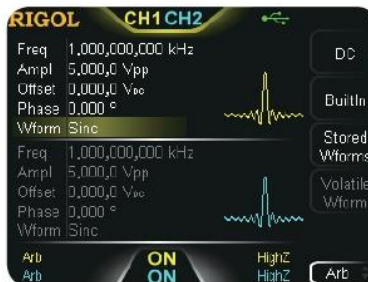 RIGOL CH1 CH2
Freq 1.000,000,000 kHz
Ampl 5.000,0 Vpp
Offset 0.000,0 VDC
Phase 0.000 °
Wform Sinc
Freq 1.000,000,000 kHz
Ampl 5.000,0 Vpp
Offset 0.000,0 VDC
Phase 0.000 °
Wform Sinc
DC
BuiltIn
Stored
Wforms
Volatile
Wform
Arb ON HighZ
Arb ON HighZ
Arb